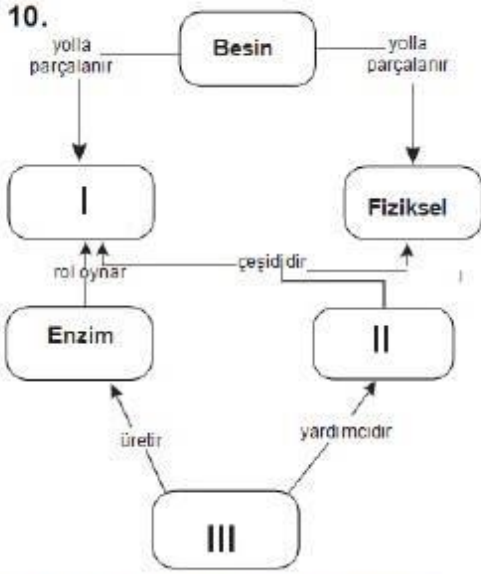 10.
Besin
yolla
parçalanır
yolla
parçalanır
I
Fiziksel
rol oynar
çeşididir
Enzim
II
üretir
yardımcıdır
III